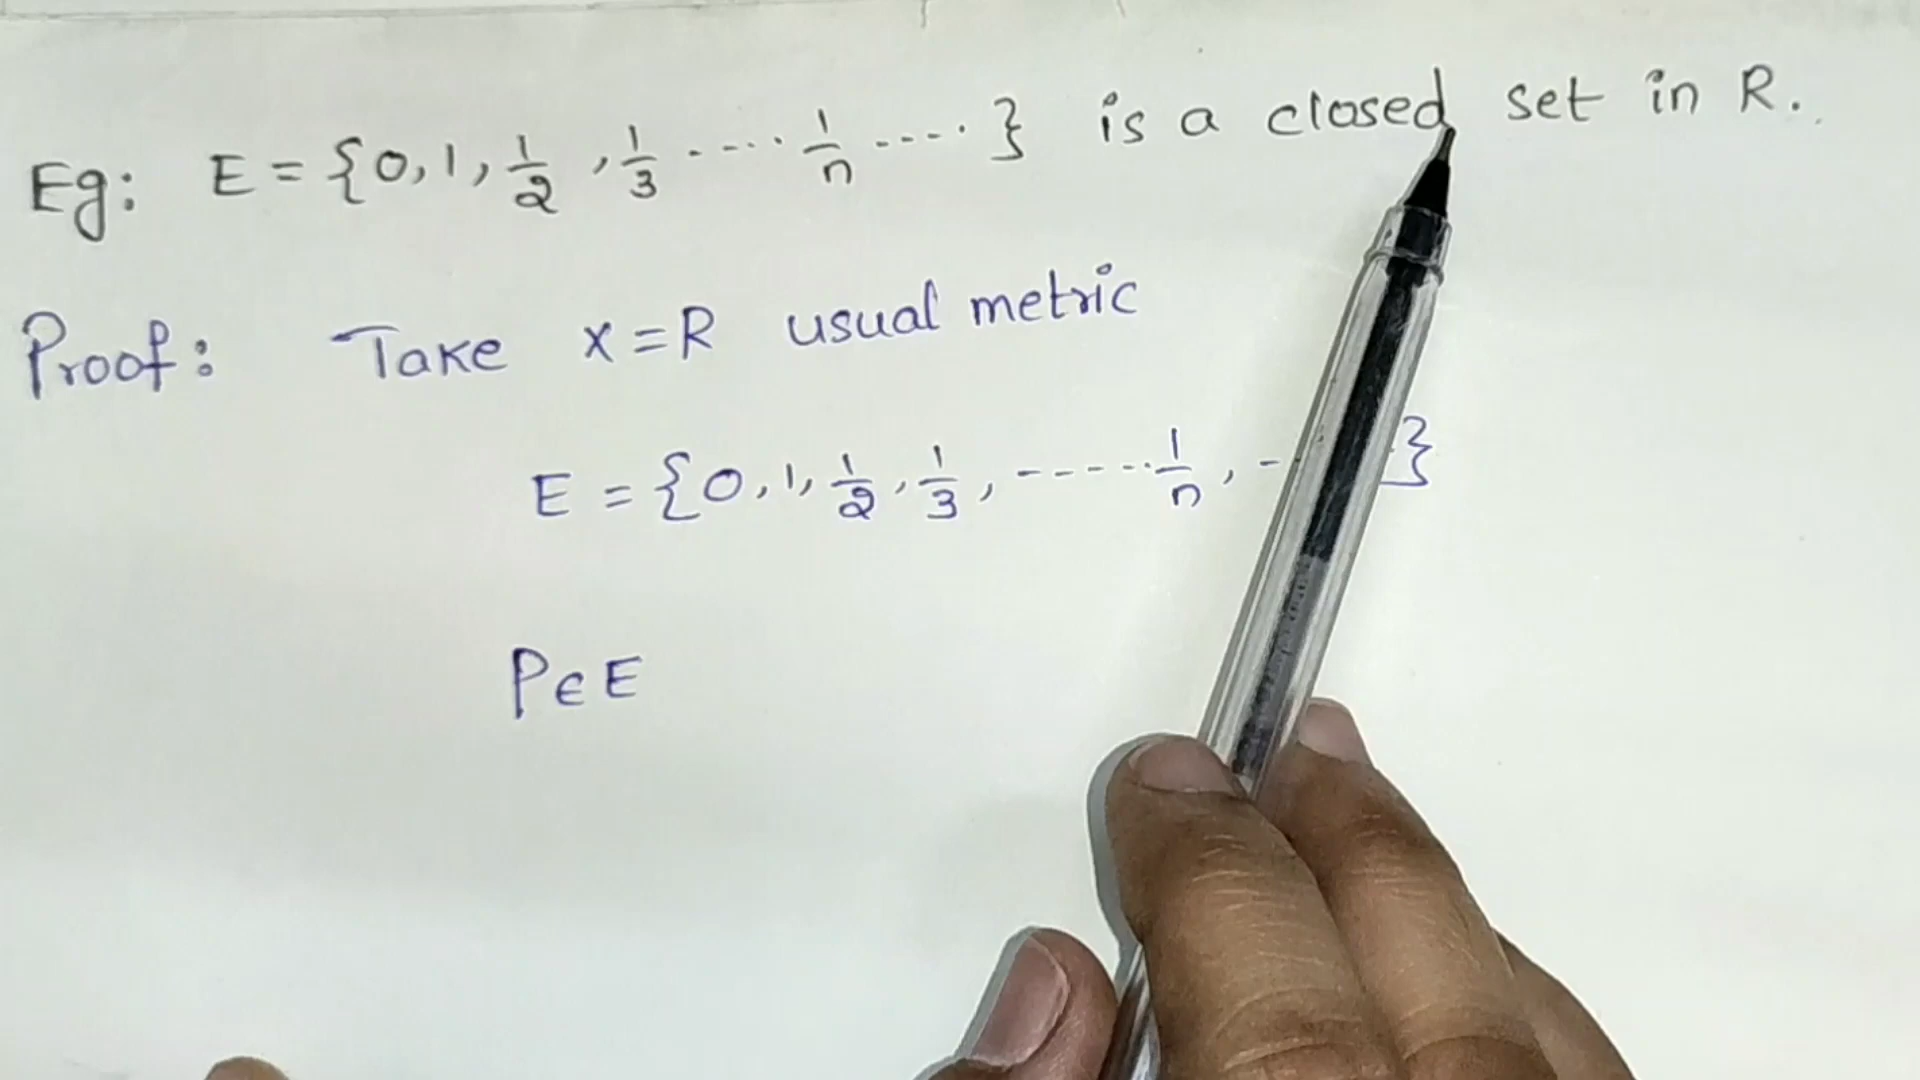 Eg: E = {0, 1, 1/2, 1/3 ---- 1/n ----} is a closed set in R.
Proof: Take x = R usual metric
E = {0, 1, 1/2, 1/3, ----- 1/n, - }
P ∈ E